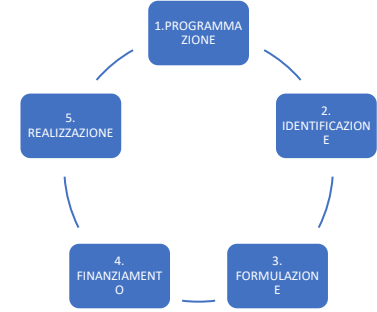 1.PROGRAMMA
ZIONE
2.
IDENTIFICAZION
E
3.
FORMULAZION
E
4.
FINANZIAMENT
O
5.
REALIZZAZIONE